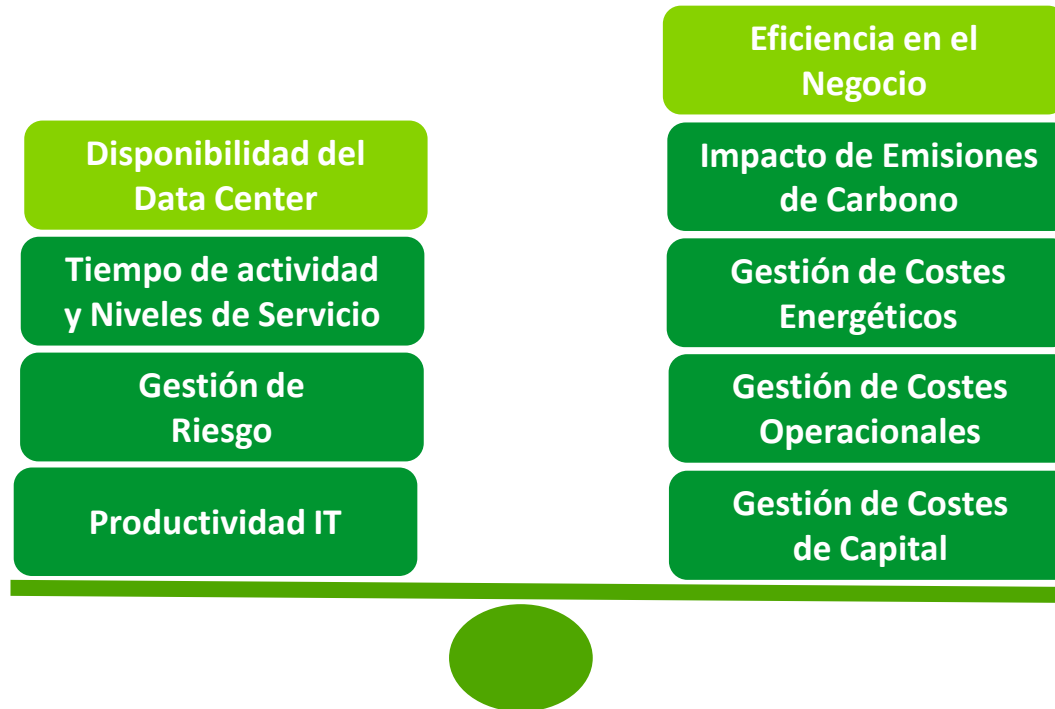 Disponibilidad del
Data Center
Tiempo de actividad
y Niveles de Servicio
Gestión de
Riesgo
Productividad IT
Eficiencia en el
Negocio
Impacto de Emisiones
de Carbono
Gestión de Costes
Energéticos
Gestión de Costes
Operacionales
Gestión de Costes
de Capital